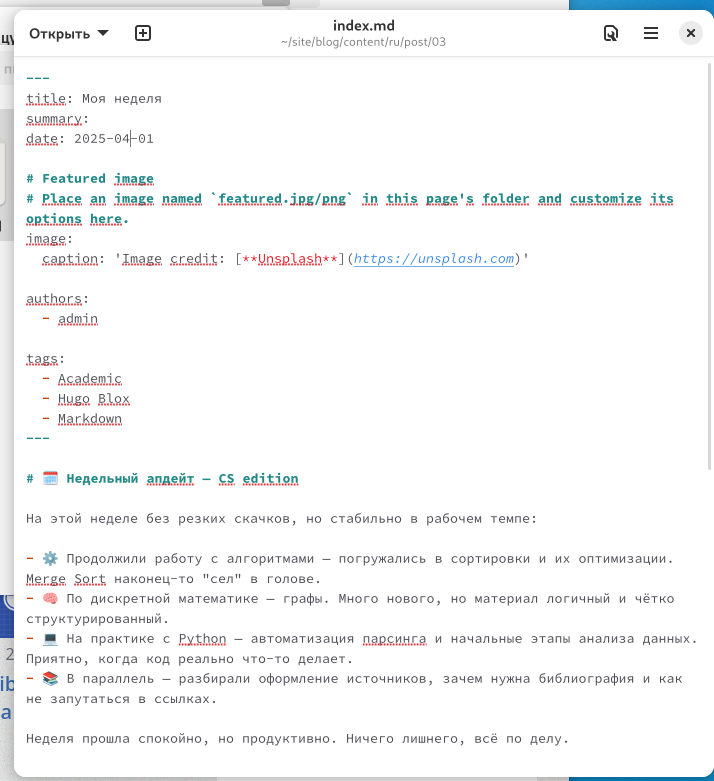 Открыть
index.md
~/site/blog/content/ru/post/03
---
title: Моя неделя
summary:
date: 2025-04-01
# Featured image
# Place an image named `featured.jpg/png` in this page's folder and customize its
options here.
image:
  caption: 'Image credit: [**Unsplash**](https://unsplash.com)'
authors:
  - admin
tags:
  - Academic
  - Hugo Blox
  - Markdown
---
# 🗓️ Недельный апдейт — CS edition
На этой неделе без резких скачков, но стабильно в рабочем темпе:
- ⚙️ Продолжили работу с алгоритмами — погружались в сортировки и их оптимизации.
Merge Sort наконец-то "сел" в голове.
- 🧠 По дискретной математике — графы. Много нового, но материал логичный и чётко
структурированный.
- 💻 На практике с Python — автоматизация парсинга и начальные этапы анализа данных.
Приятно, когда код реально что-то делает.
- 📚 В параллель — разбирали оформление источников, зачем нужна библиография и как
не запутаться в ссылках.
Неделя прошла спокойно, но продуктивно. Ничего лишнего, всё по делу.